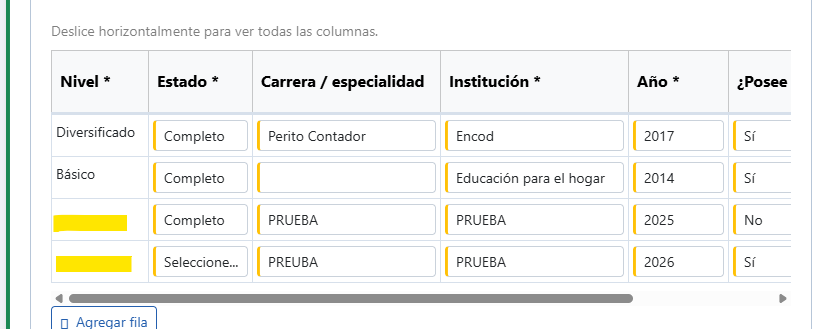 Deslice horizontalmente para ver todas las columnas.
Nivel * Estado * Carrera / especialidad Institución * Año * ¿Posee
Diversificado Completo Perito Contador Encod 2017 Sí
Básico Completo Educación para el hogar 2014 Sí
Completo PRUEBA PRUEBA 2025 No
Seleccione... PREUBA PRUEBA 2026 Sí
Agregar fila